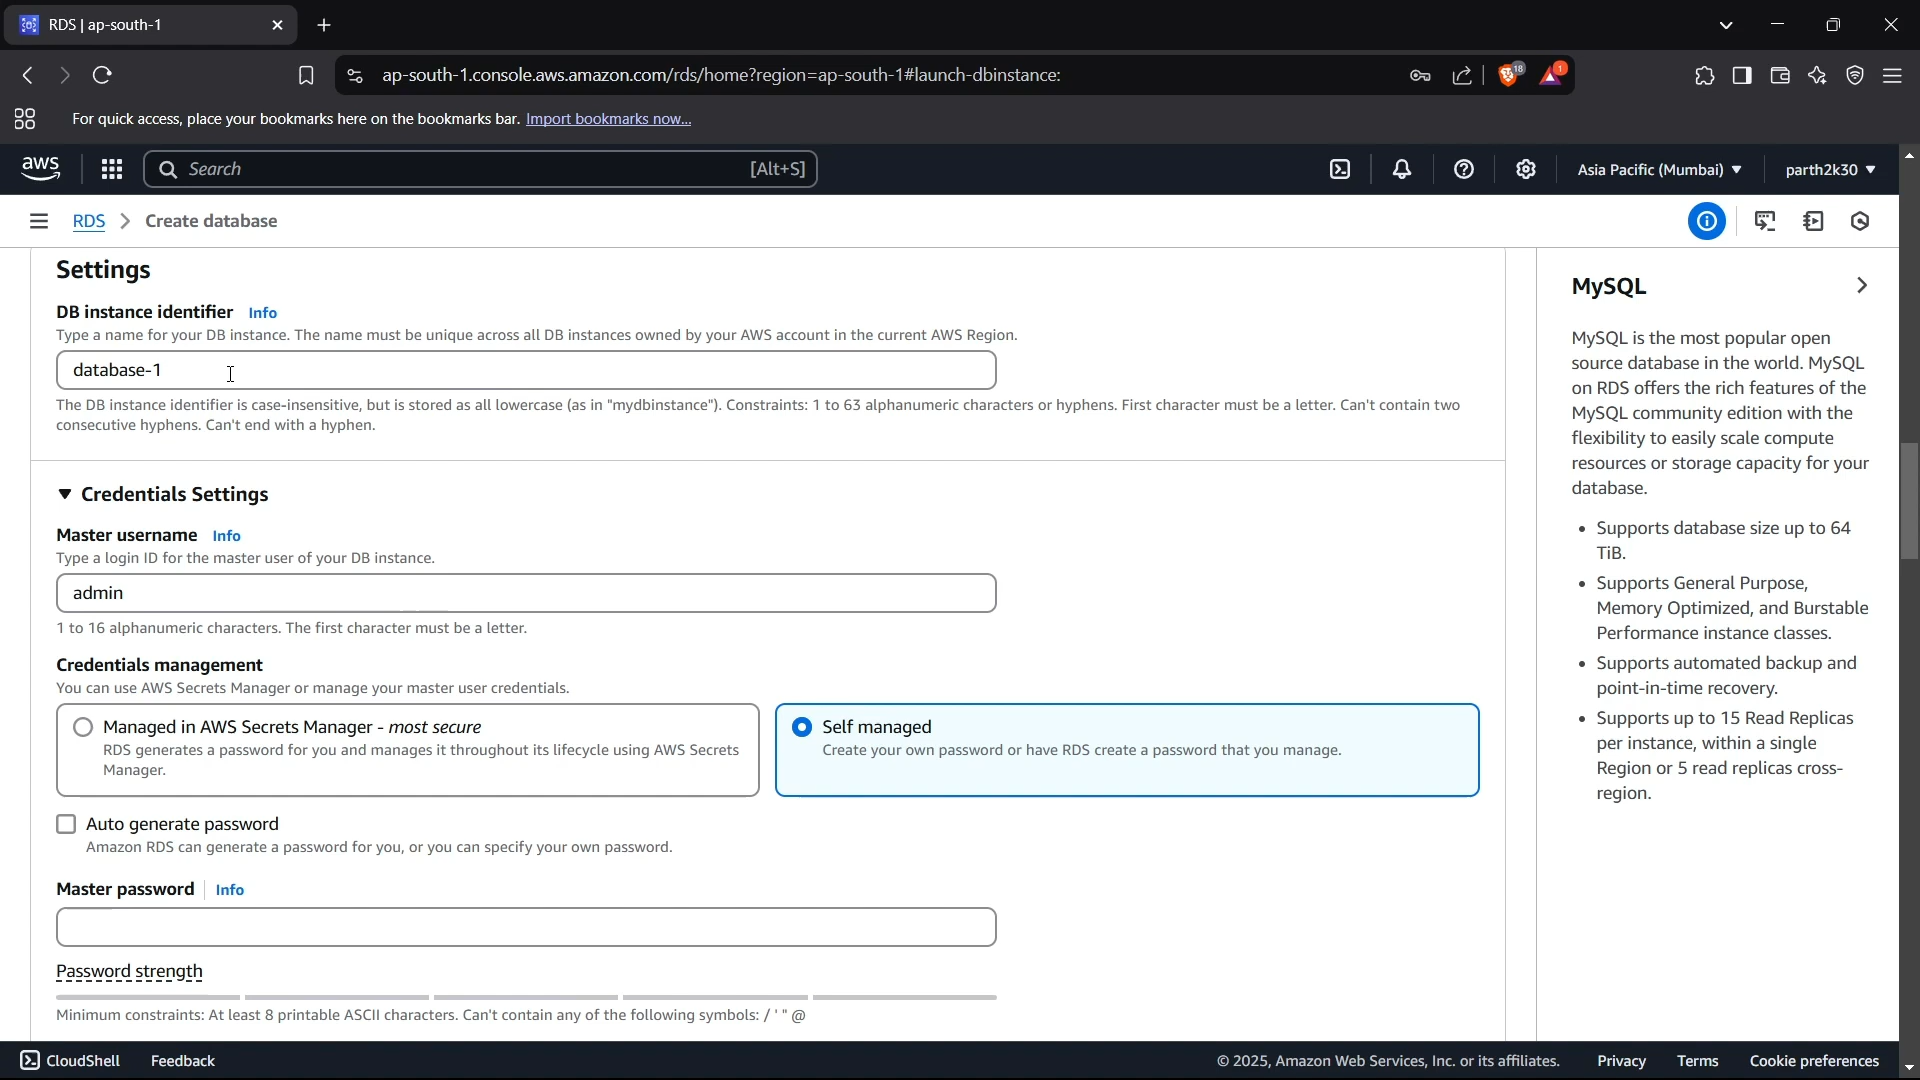 RDS | ap-south-1
ap-south-1.console.aws.amazon.com/rds/home?region=ap-south-1#launch-dbinstance:
18
1
For quick access, place your bookmarks here on the bookmarks bar. Import bookmarks now...
aws
Search
[Alt+S]
Asia Pacific (Mumbai)
parth2k30
RDS > Create database
Settings
DB instance identifier Info
Type a name for your DB instance. The name must be unique across all DB instances owned by your AWS account in the current AWS Region.
database-1
The DB instance identifier is case-insensitive, but is stored as all lowercase (as in "mydbinstance"). Constraints: 1 to 63 alphanumeric characters or hyphens. First character must be a letter. Can't contain two
consecutive hyphens. Can't end with a hyphen.
Credentials Settings
Master username Info
Type a login ID for the master user of your DB instance.
admin
1 to 16 alphanumeric characters. The first character must be a letter.
Credentials management
You can use AWS Secrets Manager or manage your master user credentials.
Managed in AWS Secrets Manager - most secure
RDS generates a password for you and manages it throughout its lifecycle using AWS Secrets
Manager.
Self managed
Create your own password or have RDS create a password that you manage.
Auto generate password
Amazon RDS can generate a password for you, or you can specify your own password.
Master password Info
Password strength
Minimum constraints: At least 8 printable ASCII characters. Can't contain any of the following symbols: / ' " @
MySQL
MySQL is the most popular open
source database in the world. MySQL
on RDS offers the rich features of the
MySQL community edition with the
flexibility to easily scale compute
resources or storage capacity for your
database.
• Supports database size up to 64
TiB.
• Supports General Purpose,
Memory Optimized, and Burstable
Performance instance classes.
• Supports automated backup and
point-in-time recovery.
• Supports up to 15 Read Replicas
per instance, within a single
Region or 5 read replicas cross-
region.
CloudShell
Feedback
© 2025, Amazon Web Services, Inc. or its affiliates.
Privacy
Terms
Cookie preferences